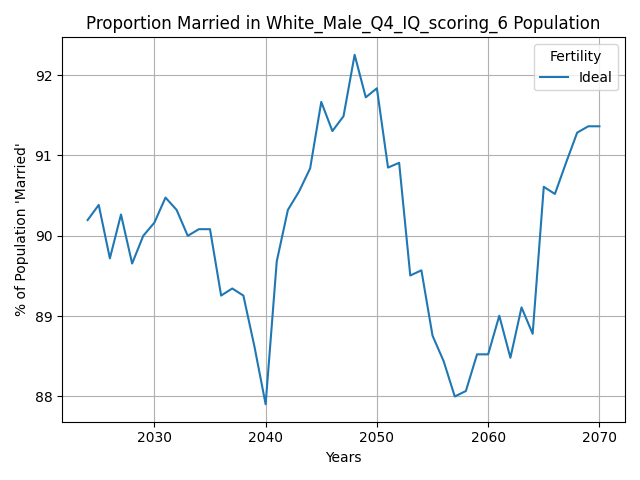 Proportion Married in White_Male_Q4_IQ_scoring_6 Population
Fertility
Ideal
92
91
90
89
88
% of Population 'Married'
2030
2040
2050
2060
2070
Years